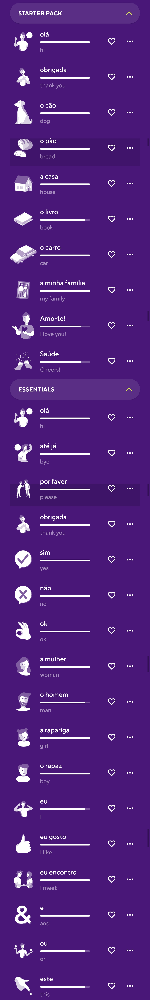 STARTER PACK
olá
hi
obrigada
thank you
o cão
dog
o pão
bread
a casa
house
o livro
book
o carro
car
a minha família
my family
Amo-te!
I love you!
Saúde
Cheers!
ESSENTIALS
olá
hi
até já
bye
por favor
please
obrigada
thank you
sim
yes
não
no
ok
ok
a mulher
woman
o homem
man
a rapariga
girl
o rapaz
boy
eu
I
eu gosto
I like
eu encontro
I meet
&
e
and
ou
or
este
this